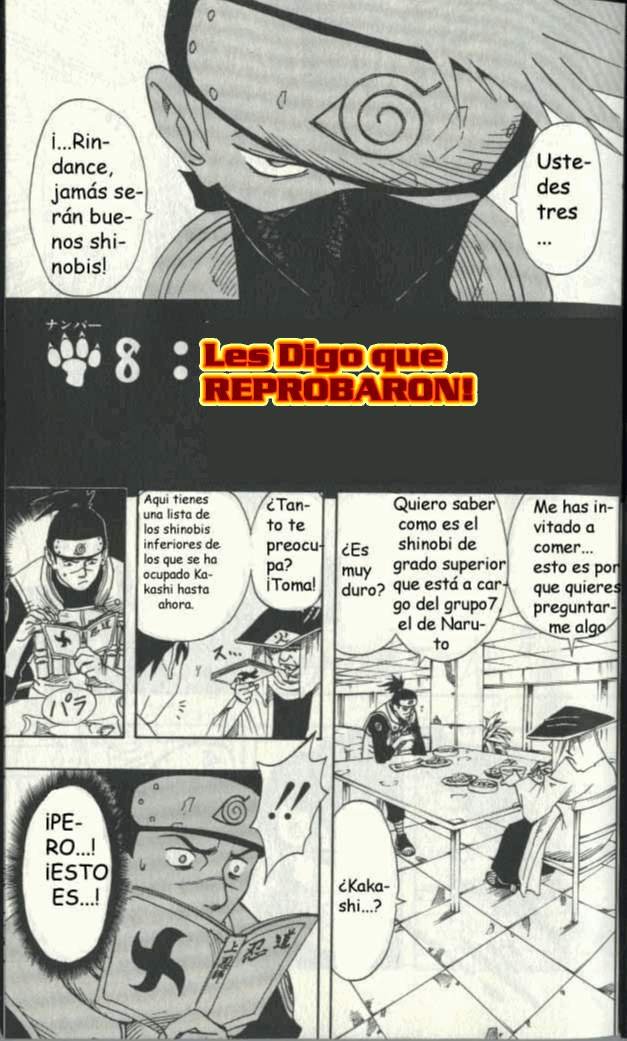 Uste-
des
tres
...
¡...Rin-
dance,
jamás se-
rán bue-
nos shi-
nobis!
ナンバー
8 :
Les Digo que
REPROBARON!
Me has in-
vitado a
comer...
esto es por
que quieres
preguntar-
me algo
Quiero saber
como es el
shinobi de
grado superior
que está a car-
go del grupo7
el de Naru-
to
¿Es
muy
duro?
¿Kaka-
shi...?
¿Tan-
to te
preocu-
pa?
¡Toma!
Aqui tienes
una lista de
los shinobis
inferiores de
los que se ha
ocupado Ka-
kashi hasta
ahora.
ス...
パラ
!!
¡PE-
RO...!
¡ESTO
ES...!
忍道